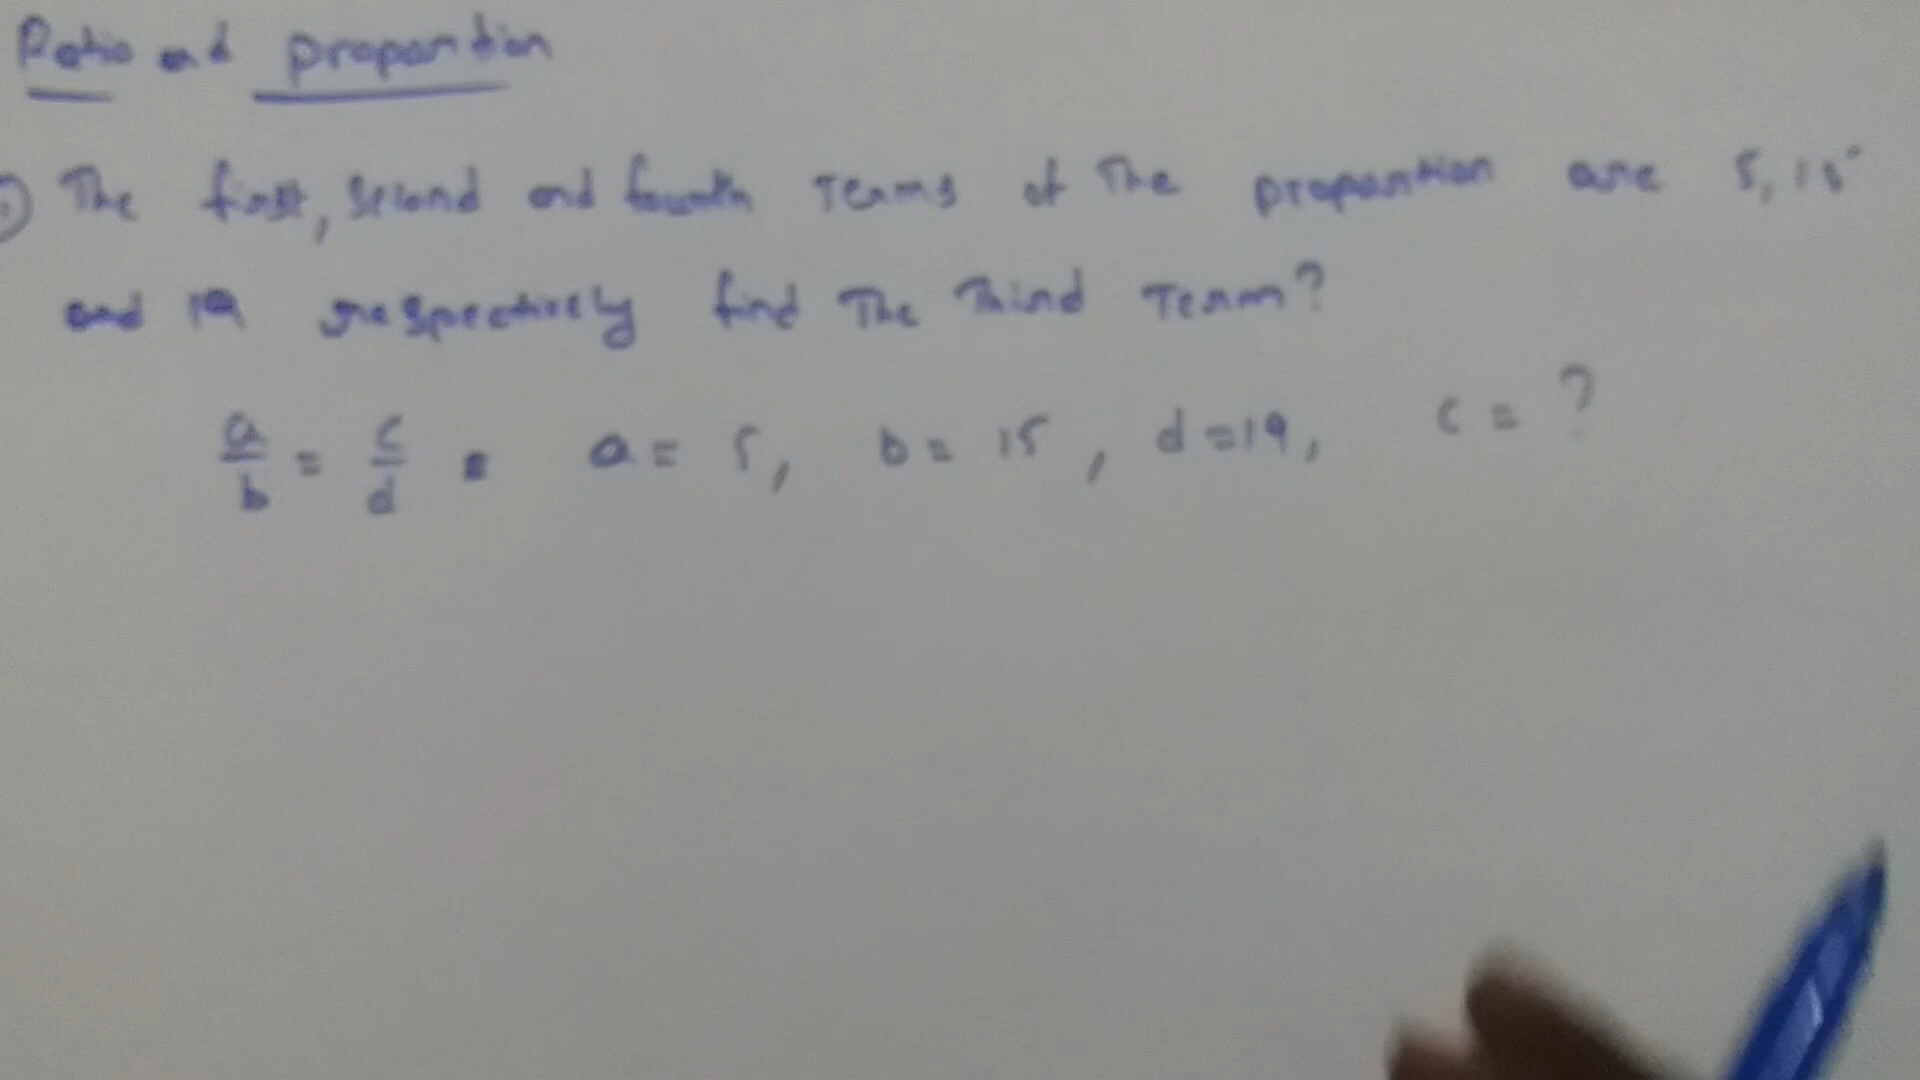 Ratio and proportion
The first, second and fourth Terms of The proportion are 5, 15
and 19 respectively find The Third Term?
a/b = c/d . a = 5, b = 15, d = 19, c = ?